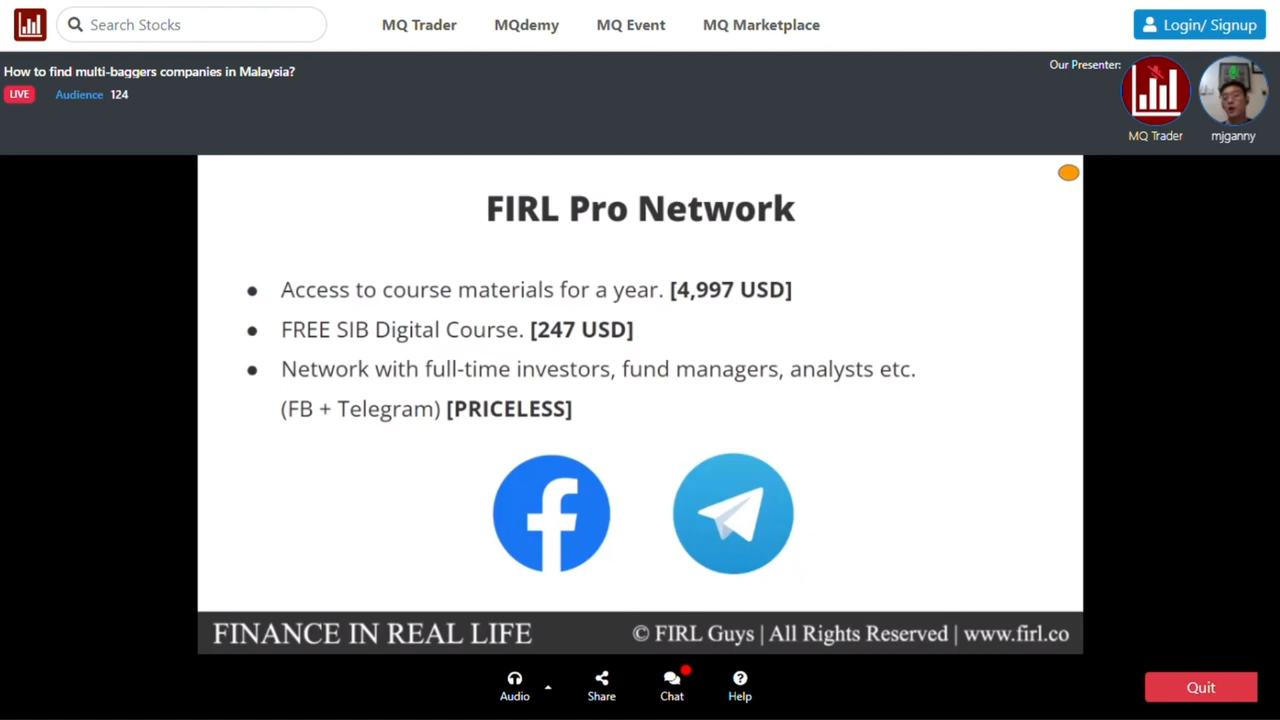 Search Stocks
MQ Trader
MQdemy
MQ Event
MQ Marketplace
Login/ Signup
How to find multi-baggers companies in Malaysia?
LIVE
Audience 124
Our Presenter:
MQ Trader
mjganny
FIRL Pro Network
● Access to course materials for a year. [4,997 USD]
● FREE SIB Digital Course. [247 USD]
● Network with full-time investors, fund managers, analysts etc.
(FB + Telegram) [PRICELESS]
FINANCE IN REAL LIFE
© FIRL Guys | All Rights Reserved | www.firl.co
Audio
Share
Chat
Help
Quit